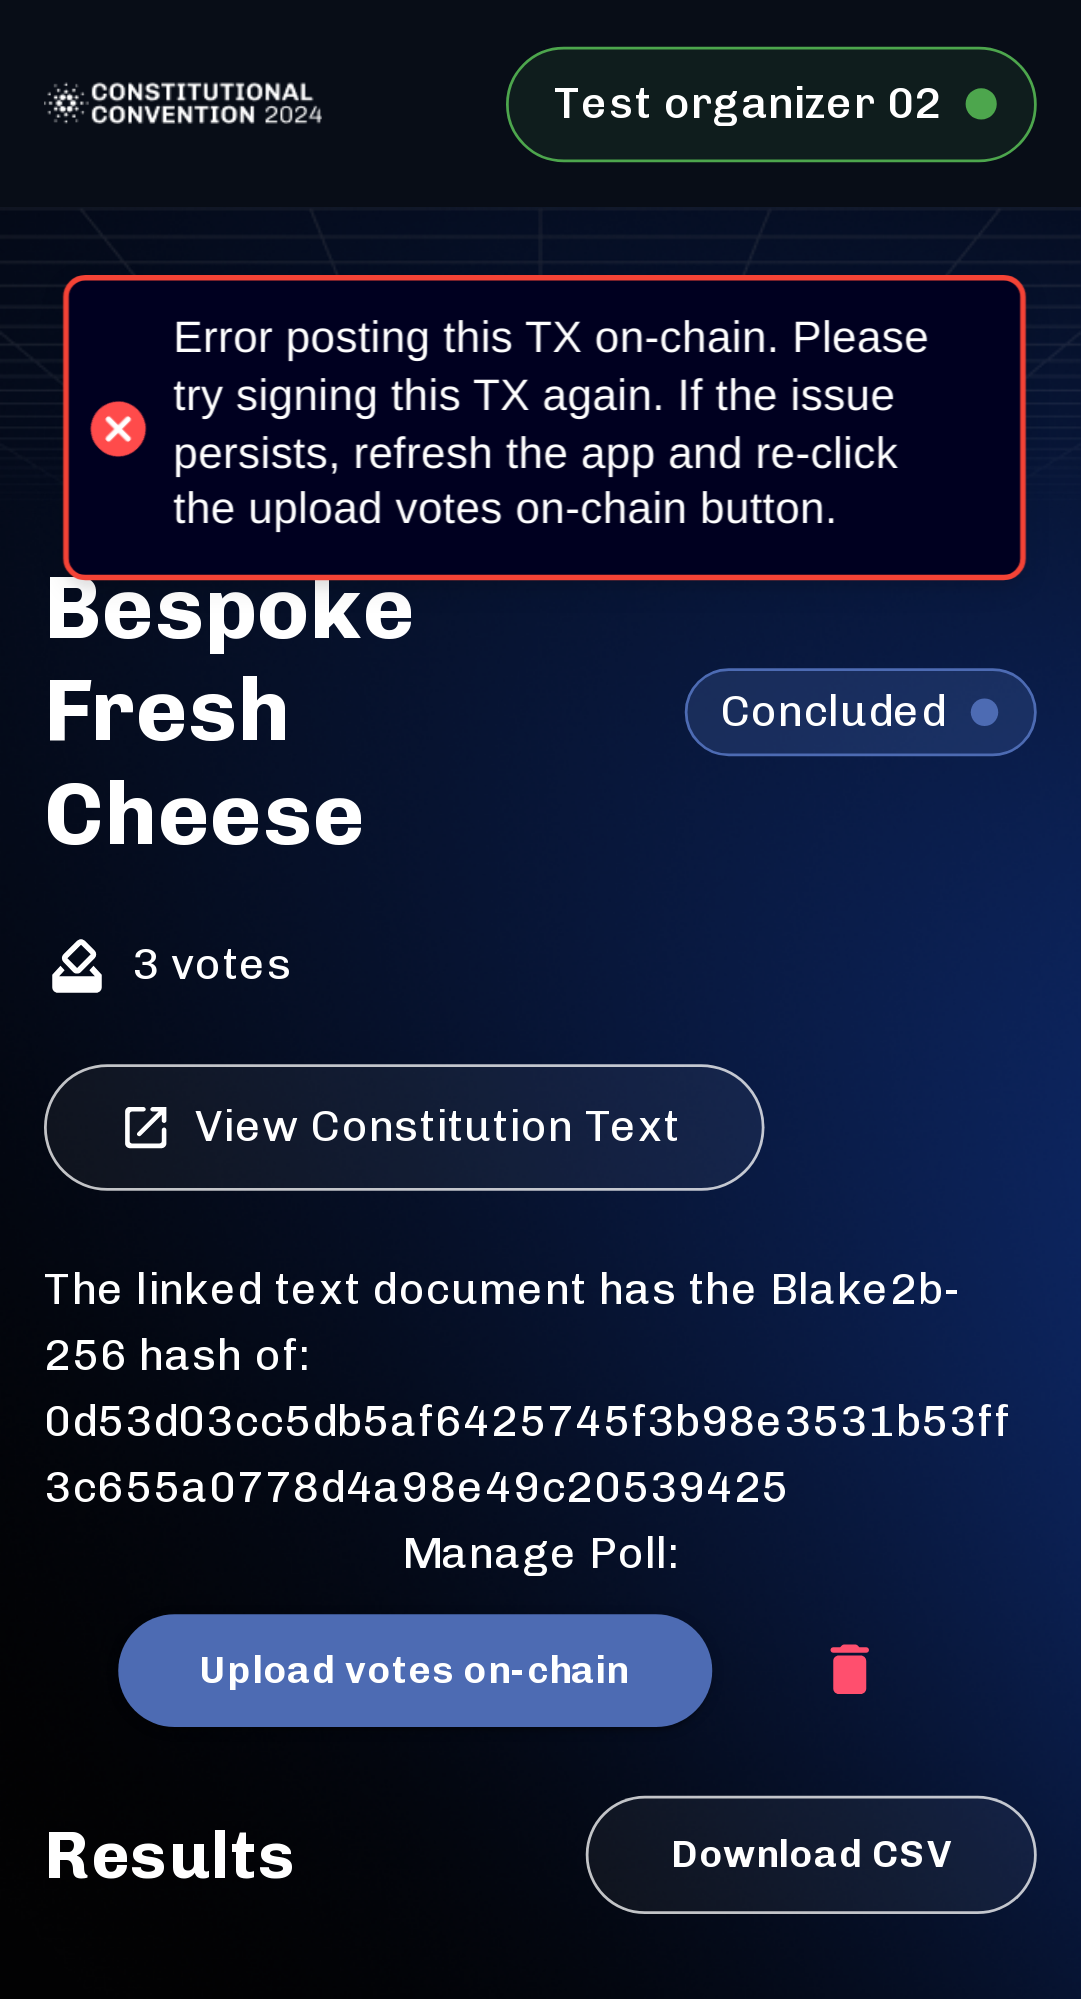 CONSTITUTIONAL
CONVENTION 2024
Test organizer 02
Error posting this TX on-chain. Please
try signing this TX again. If the issue
persists, refresh the app and re-click
the upload votes on-chain button.
Bespoke
Fresh
Cheese
Concluded
3 votes
View Constitution Text
The linked text document has the Blake2b-
256 hash of:
0d53d03cc5db5af6425745f3b98e3531b53ff
3c655a0778d4a98e49c20539425
Manage Poll:
Upload votes on-chain
Results
Download CSV